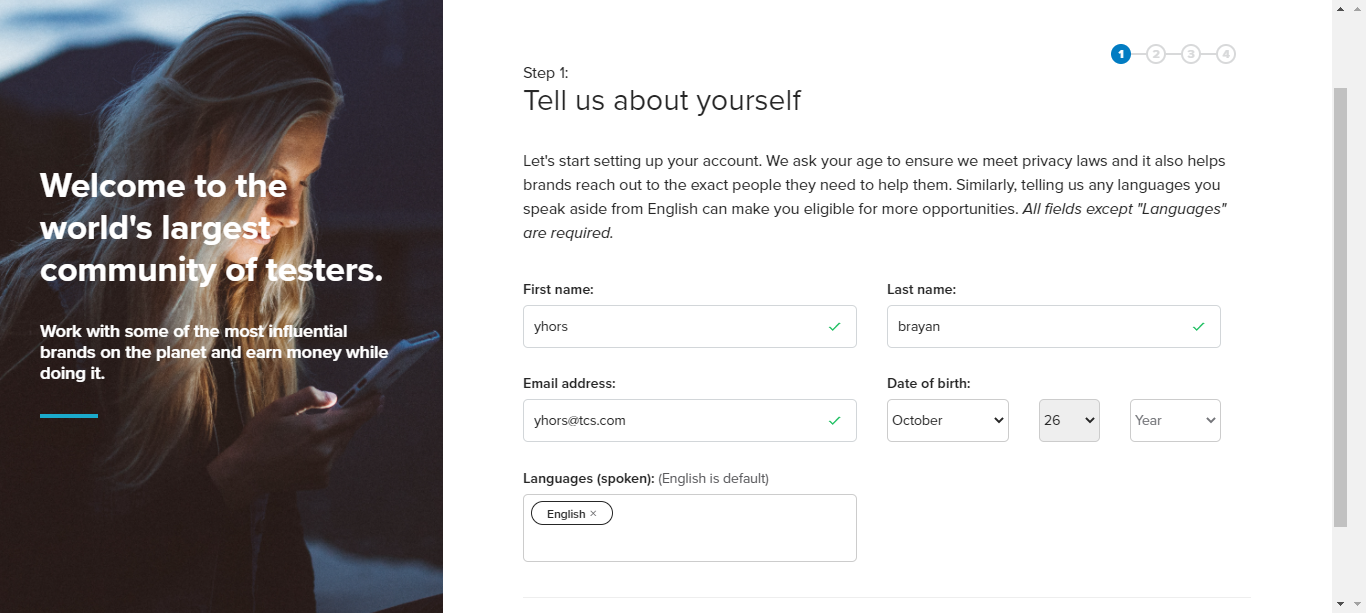 Welcome to the
world's largest
community of testers.
Work with some of the most influential
brands on the planet and earn money while
doing it.
1 2 3 4
Step 1:
Tell us about yourself
Let's start setting up your account. We ask your age to ensure we meet privacy laws and it also helps
brands reach out to the exact people they need to help them. Similarly, telling us any languages you
speak aside from English can make you eligible for more opportunities. All fields except "Languages"
are required.
First name: Last name:
yhors brayan
Email address: Date of birth:
yhors@tcs.com October 26 Year
Languages (spoken): (English is default)
English ×